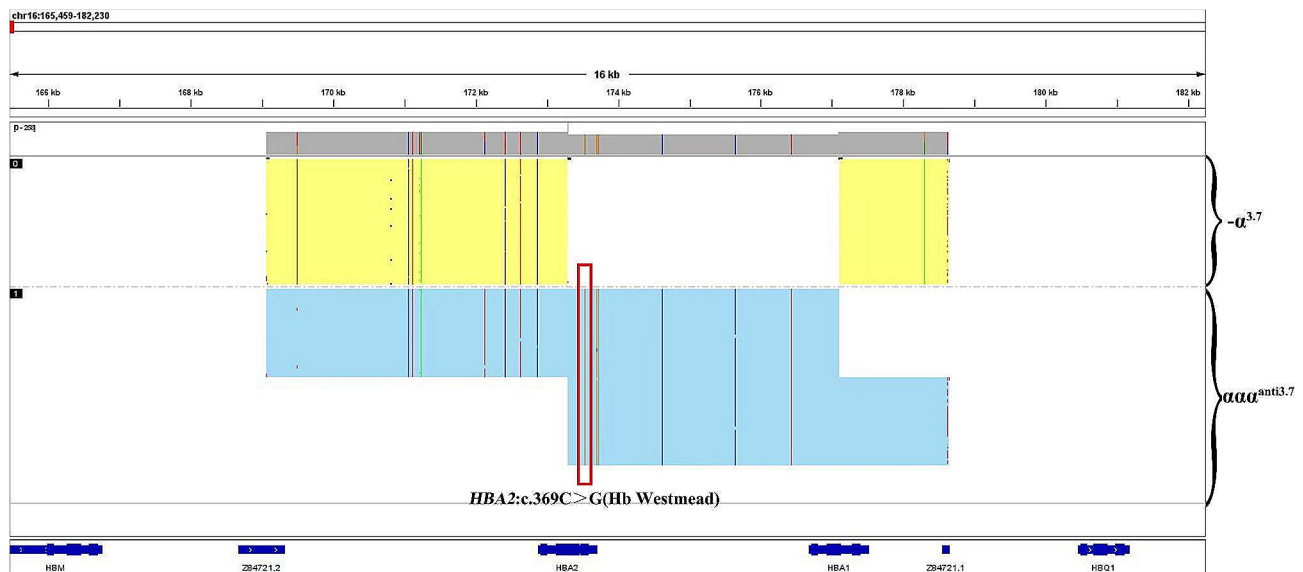 chr16:165,459-182,230
16 kb
166 kb 168 kb 170 kb 172 kb 174 kb 176 kb 178 kb 180 kb 182 kb
0
-α3.7
1
αααanti3.7
HBA2:c.369C>G(Hb Westmead)
HBM Z84721.2 HBA2 HBA1 Z84721.1 HBQ1